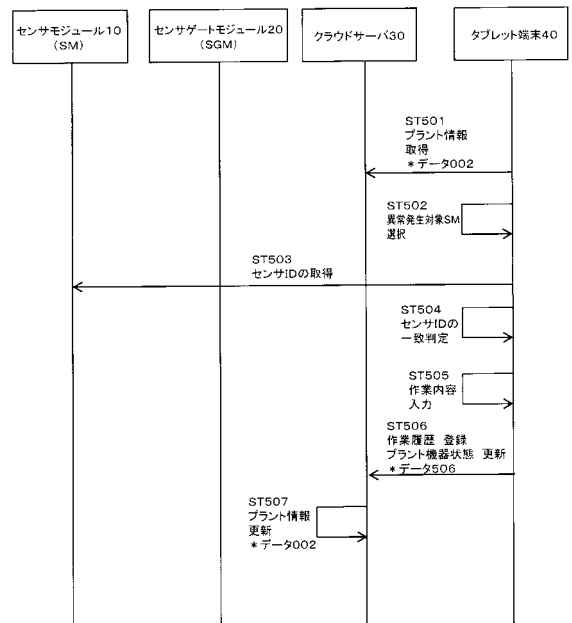 センサモジュール10
(SM)
センサゲートモジュール20
(SGM)
クラウドサーバ30
タブレット端末40
ST501
プラント情報
取得
*データ002
ST502
異常発生対象SM
選択
ST503
センサIDの取得
ST504
センサIDの
一致判定
ST505
作業内容
入力
ST506
作業履歴 登録
プラント機器状態 更新
*データ506
ST507
プラント情報
更新
*データ002